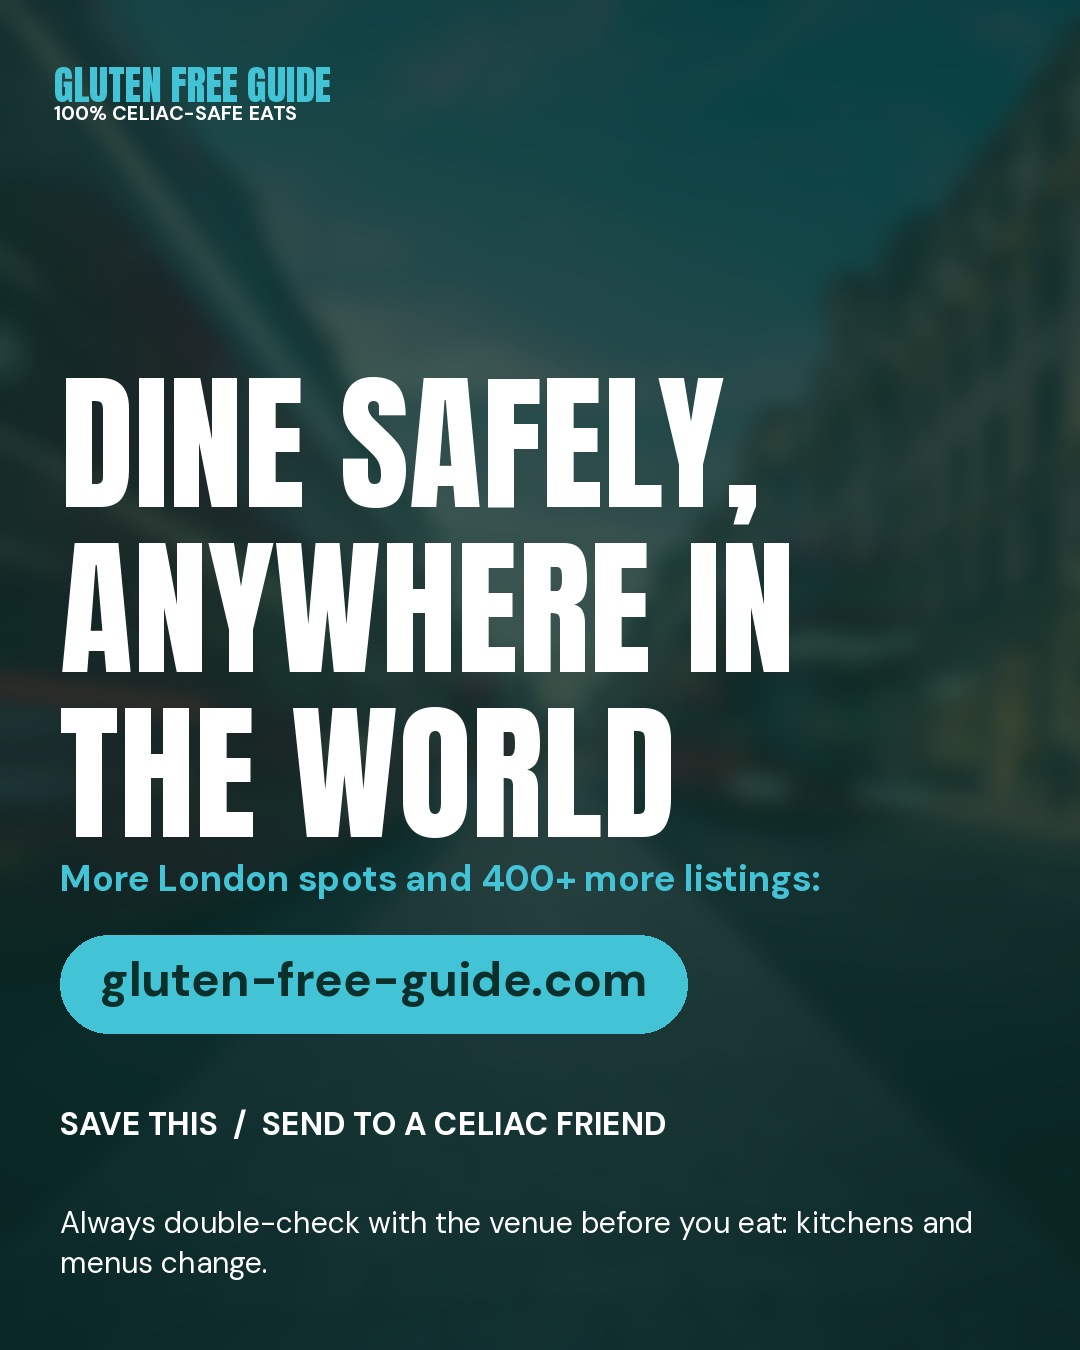 GLUTEN FREE GUIDE
100% CELIAC-SAFE EATS
DINE SAFELY,
ANYWHERE IN
THE WORLD
More London spots and 400+ more listings:
gluten-free-guide.com
SAVE THIS / SEND TO A CELIAC FRIEND
Always double-check with the venue before you eat: kitchens and
menus change.